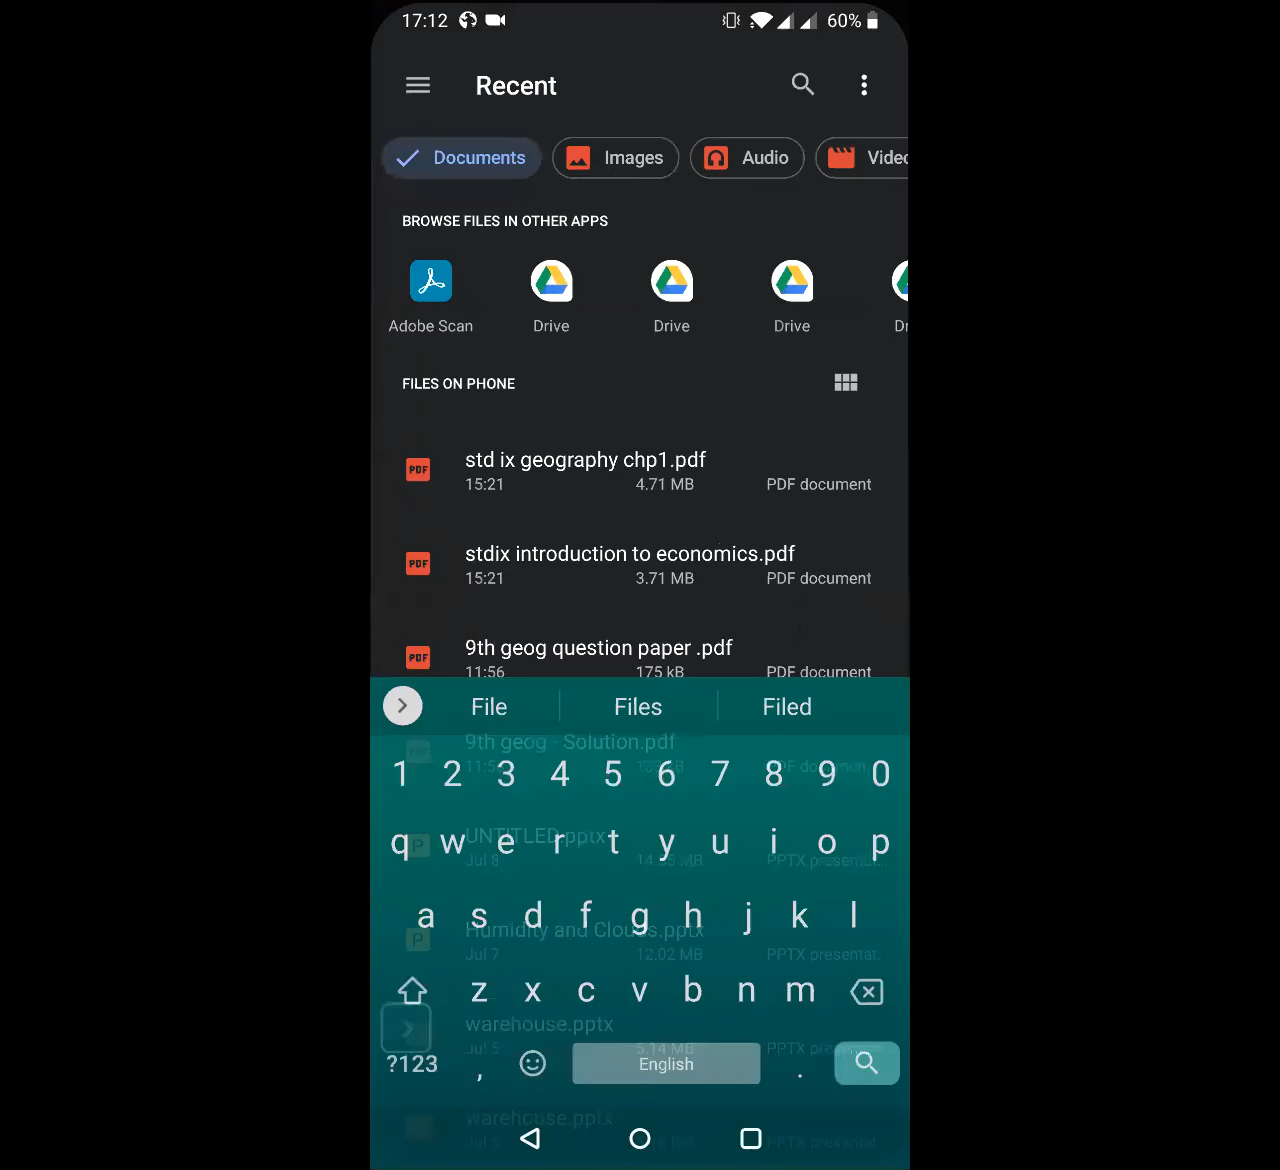 17:12 60%
Recent
Documents Images Audio Videc
BROWSE FILES IN OTHER APPS
Adobe Scan Drive Drive Drive Dr
FILES ON PHONE
PDF std ix geography chp1.pdf
15:21 4.71 MB PDF document
PDF stdix introduction to economics.pdf
15:21 3.71 MB PDF document
PDF 9th geog question paper .pdf
11:56 175 kB PDF document
File Files Filed
9th geog - Solution.pdf
1 2 3 4 5 6 7 8 9 0
UNTITLED.pptx
q w e r t y u i o p
Jul 8 PPTX
a s d f g h j k l
Humidity and Clouds.pptx
Jul 7 12.02 MB PPTX presentat.
z x c v b n m
warehouse.pptx
Jul 5 5.14 MB
?123 , English .
warehouse.pptx
Jul 5 PPTX presentat